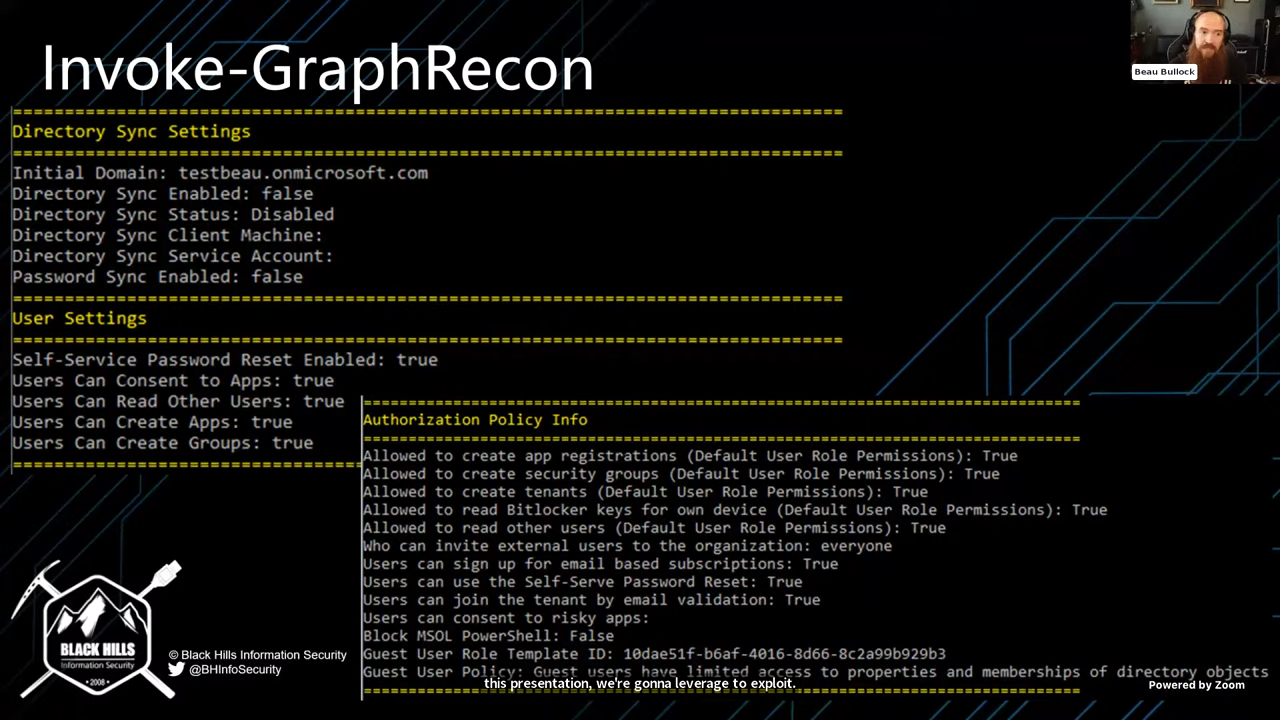 Invoke-GraphRecon
Beau Bullock
================================================================================
Directory Sync Settings
================================================================================
Initial Domain: testbeau.onmicrosoft.com
Directory Sync Enabled: false
Directory Sync Status: Disabled
Directory Sync Client Machine:
Directory Sync Service Account:
Password Sync Enabled: false
================================================================================
User Settings
================================================================================
Self-Service Password Reset Enabled: true
Users Can Consent to Apps: true
Users Can Read Other Users: true
Users Can Create Apps: true
Users Can Create Groups: true
==================================
================================================================================
Authorization Policy Info
================================================================================
Allowed to create app registrations (Default User Role Permissions): True
Allowed to create security groups (Default User Role Permissions): True
Allowed to create tenants (Default User Role Permissions): True
Allowed to read Bitlocker keys for own device (Default User Role Permissions): True
Allowed to read other users (Default User Role Permissions): True
Who can invite external users to the organization: everyone
Users can sign up for email based subscriptions: True
Users can use the Self-Serve Password Reset: True
Users can join the tenant by email validation: True
Users can consent to risky apps:
Block MSOL PowerShell: False
Guest User Role Template ID: 10dae51f-b6af-4016-8d66-8c2a99b929b3
Guest User Policy: Guest users have limited access to properties and memberships of directory objects
================================================================================
BLACK HILLS
Information Security
• 2008 •
© Black Hills Information Security
@BHInfoSecurity
this presentation, we're gonna leverage to exploit.
Powered by Zoom